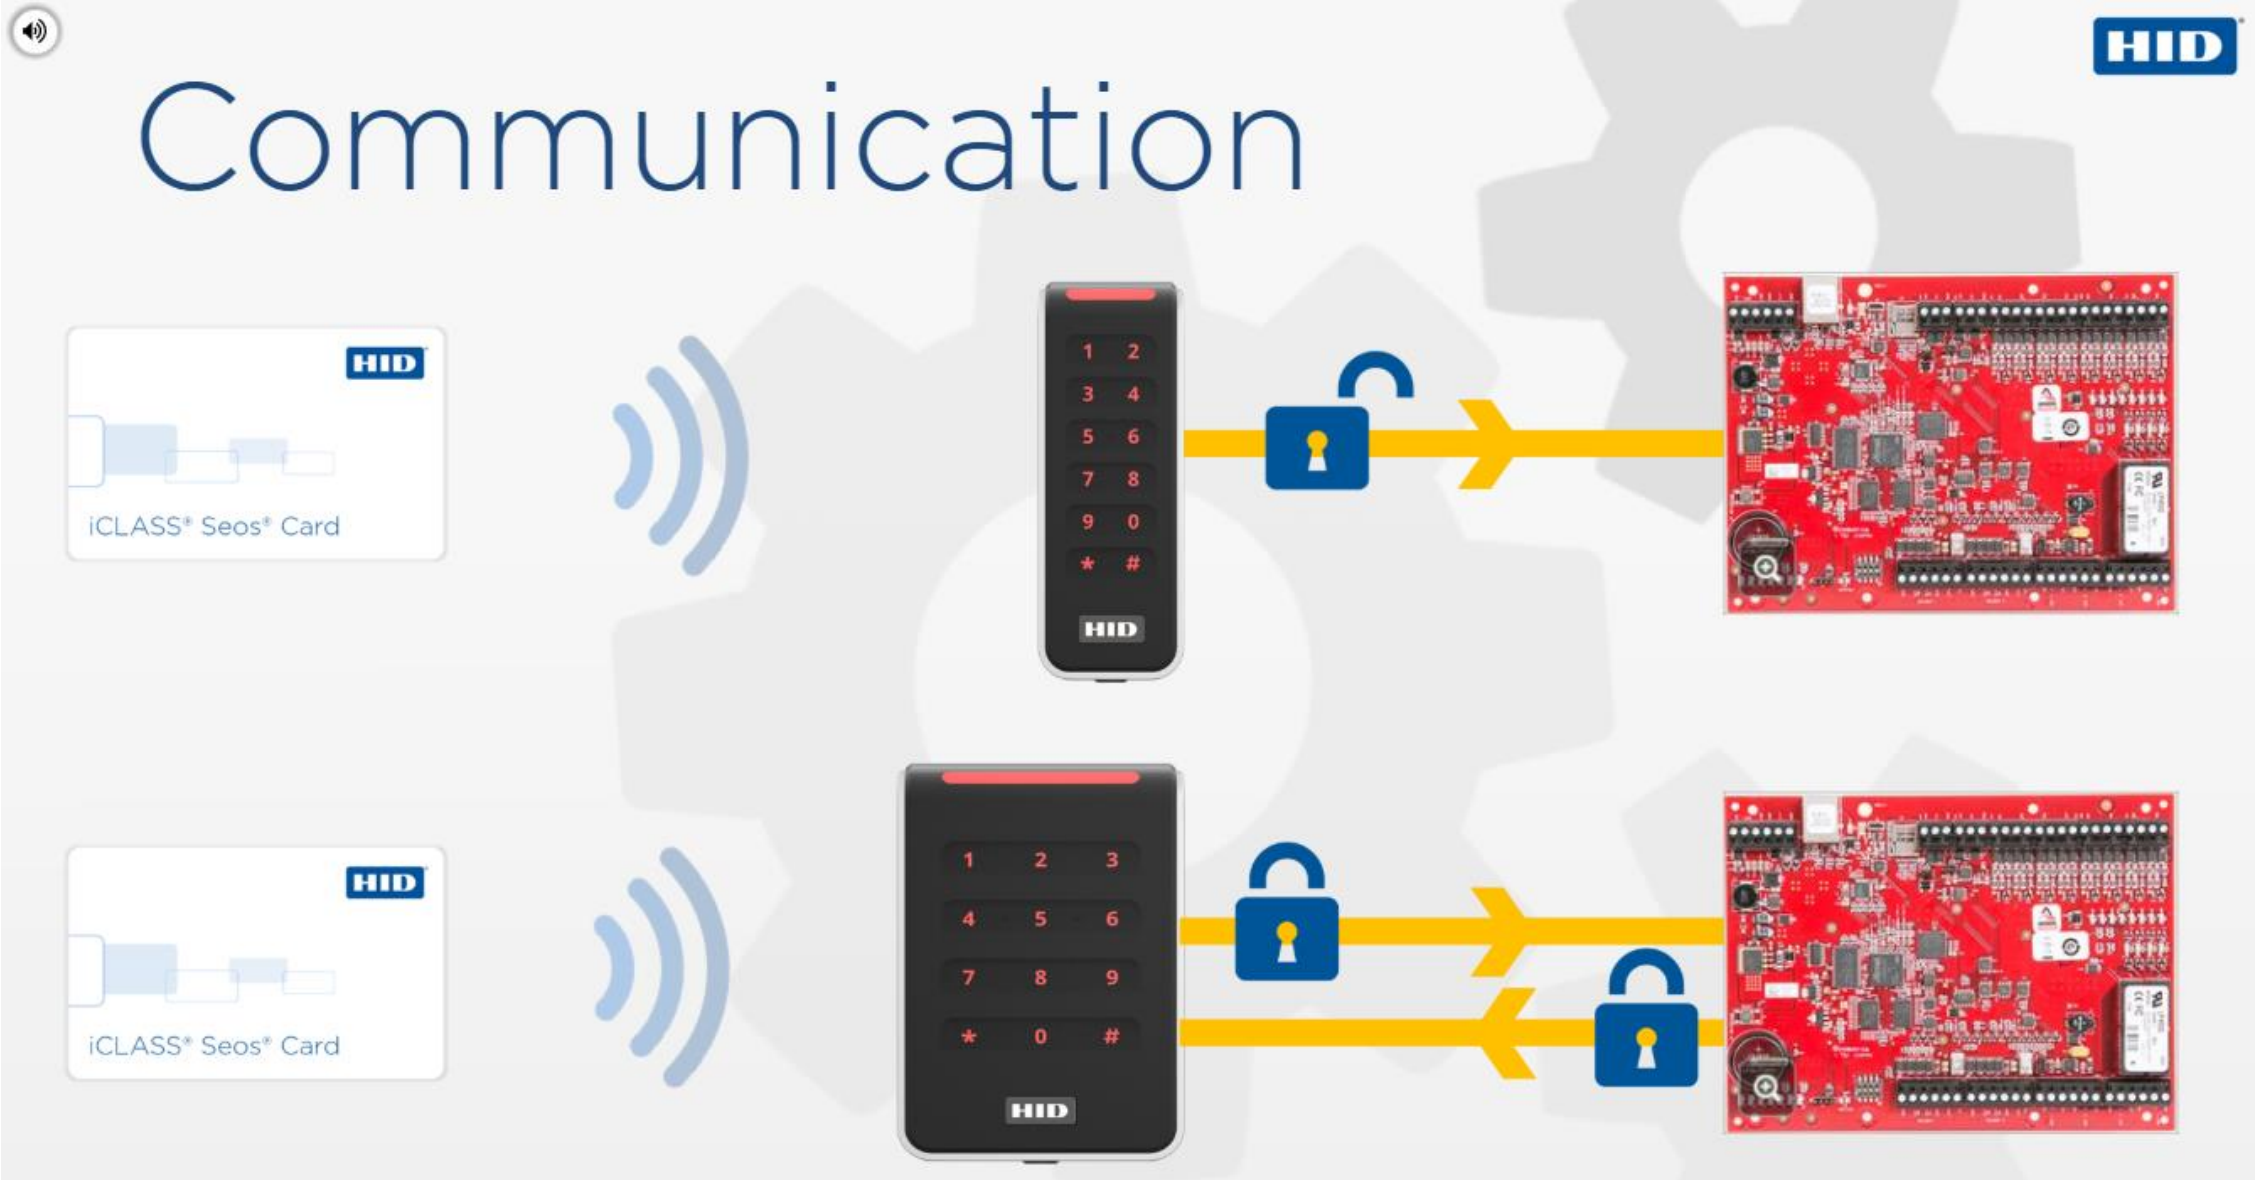 HID
Communication
HID
iCLASS® Seos® Card
1 2
3 4
5 6
7 8
9 0
* #
HID
HID
iCLASS® Seos® Card
1 2 3
4 5 6
7 8 9
* 0 #
HID